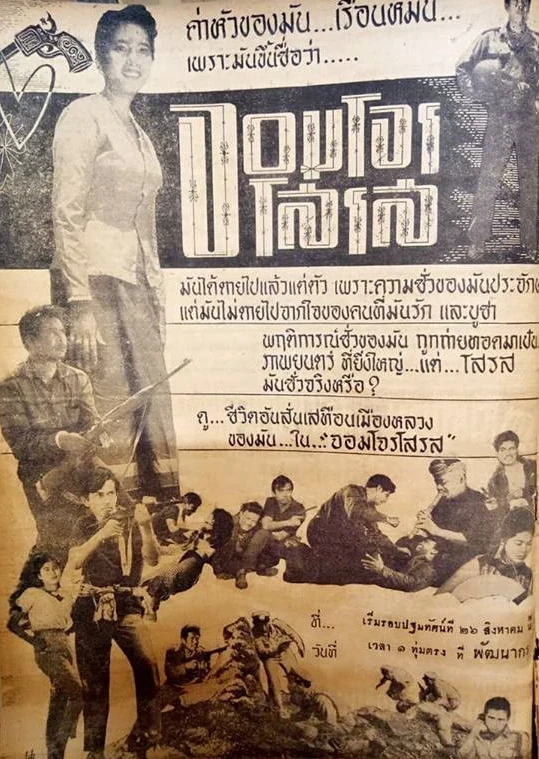 ค่าหัวของมัน...เรือนหมื่น...
เพราะมันขึ้นชื่อว่า.....
จอมโจร
โสรส
มันได้ตายไปแล้วแต่ตัว เพราะความชั่วของมันประจักษ์
แต่มันไม่ตายไปจากใจของคนที่มันรัก และบูชา
พฤติการณ์ชั่วของมัน ถูกถ่ายทอดมาเป็น
ภาพยนตร์ ที่ยิ่งใหญ่...แต่...โสรส
มันชั่วจริงหรือ?
ดู...ชีวิตอันสั่นเสทือนเมืองหลวง
ของมัน...ใน..."จอมโจรโสรส"
ที่... เริ่มรอบปฐมทัศน์ที่ ๒๖ สิงหาคม
วันที่ เวลา ๑ ทุ่มตรง ที่ พัฒนากร